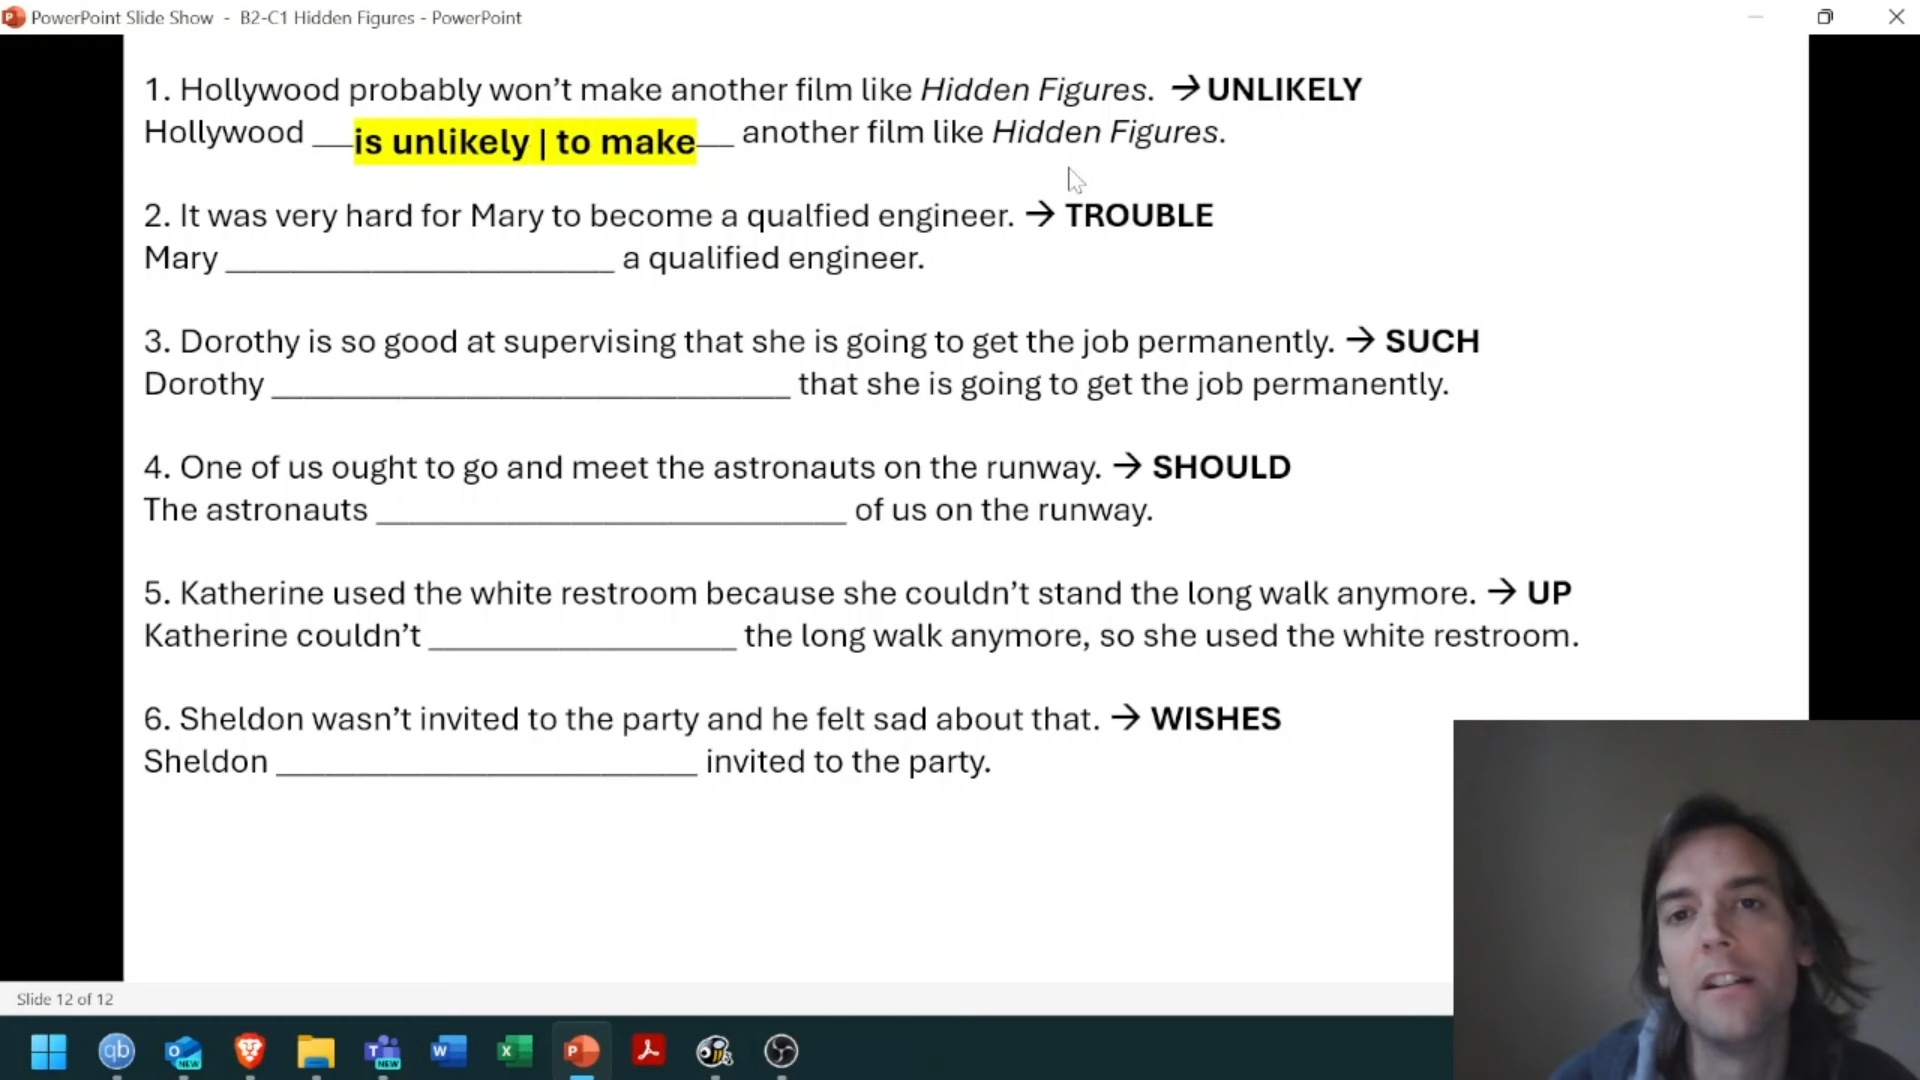 PowerPoint Slide Show - B2-C1 Hidden Figures - PowerPoint
1. Hollywood probably won’t make another film like Hidden Figures. → UNLIKELY
Hollywood __is unlikely | to make__ another film like Hidden Figures.
2. It was very hard for Mary to become a qualfied engineer. → TROUBLE
Mary ______________________ a qualified engineer.
3. Dorothy is so good at supervising that she is going to get the job permanently. → SUCH
Dorothy ______________________________ that she is going to get the job permanently.
4. One of us ought to go and meet the astronauts on the runway. → SHOULD
The astronauts ___________________________ of us on the runway.
5. Katherine used the white restroom because she couldn’t stand the long walk anymore. → UP
Katherine couldn’t __________________ the long walk anymore, so she used the white restroom.
6. Sheldon wasn’t invited to the party and he felt sad about that. → WISHES
Sheldon ________________________ invited to the party.
Slide 12 of 12
qb O NEW T NEW W X P